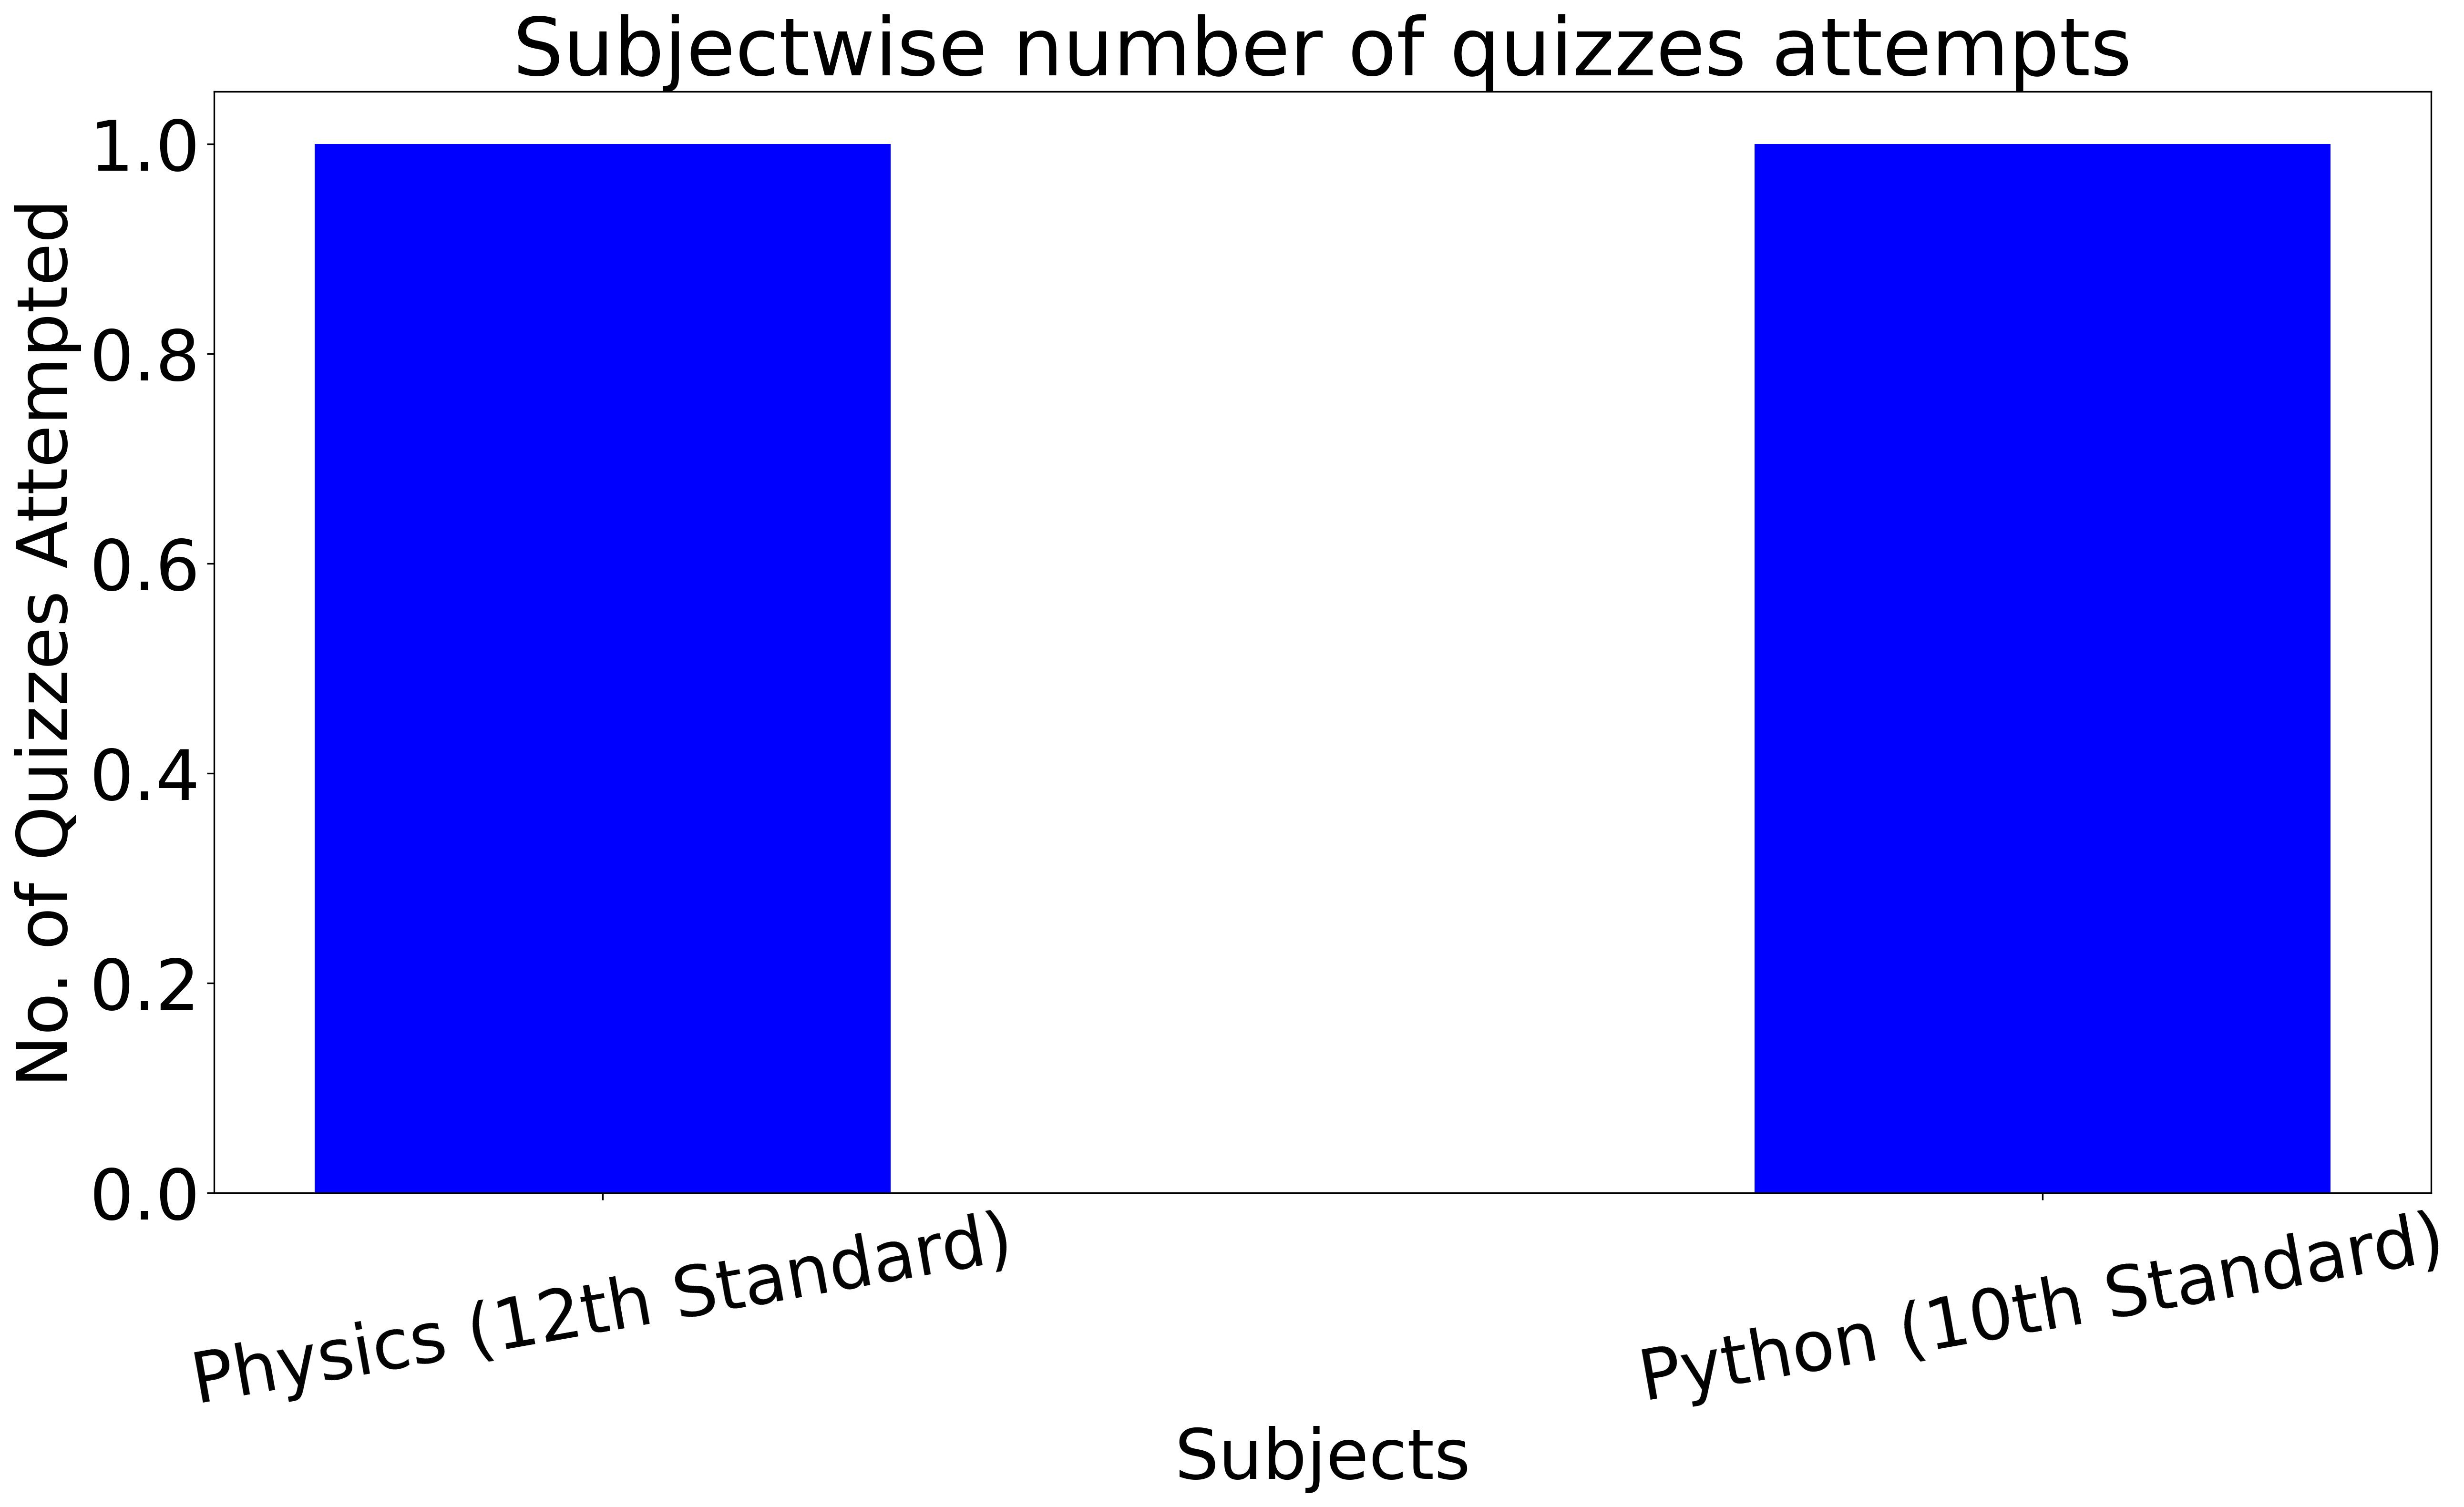 Subjectwise number of quizzes attempts
No. of Quizzes Attempted
1.0
0.8
0.6
0.4
0.2
0.0
Physics (12th Standard)
Python (10th Standard)
Subjects